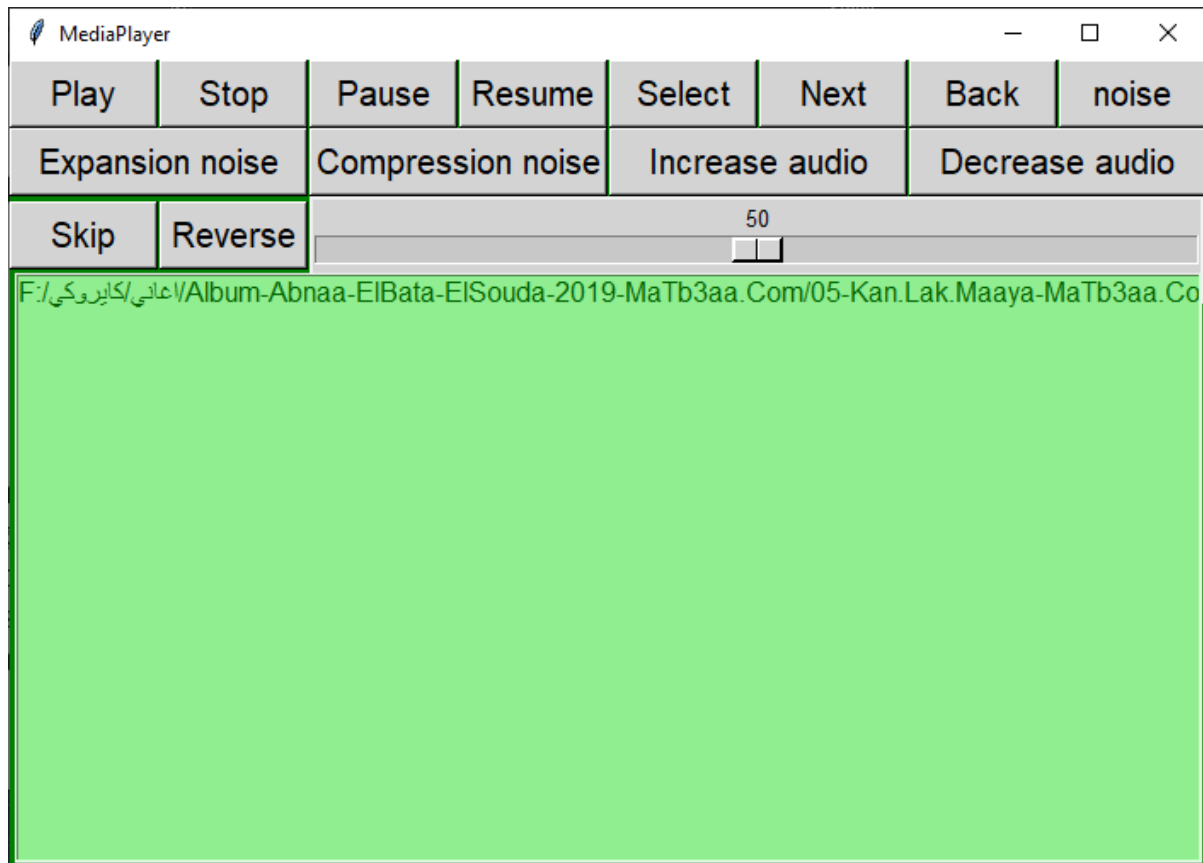 MediaPlayer
Play Stop Pause Resume Select Next Back noise
Expansion noise Compression noise Increase audio Decrease audio
50
Skip Reverse
F:/اغاني/كايروكي/Album-Abnaa-ElBata-ElSouda-2019-MaTb3aa.Com/05-Kan.Lak.Maaya-MaTb3aa.Co